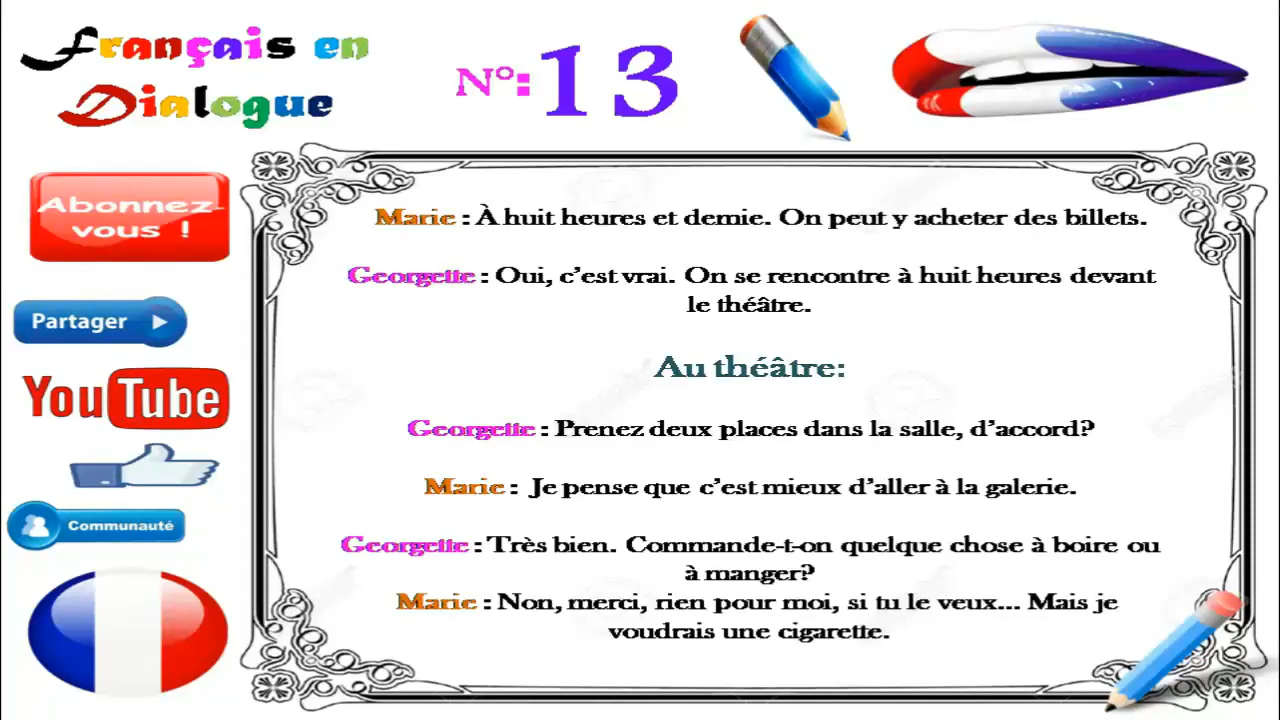 Français en
Dialogue
N°:13
Abonnez-
vous !
Partager
YouTube
Communauté
Marie : À huit heures et demie. On peut y acheter des billets.
Georgette : Oui, c’est vrai. On se rencontre à huit heures devant
le théâtre.
Au théâtre:
Georgette : Prenez deux places dans la salle, d’accord?
Marie : Je pense que c’est mieux d’aller à la galerie.
Georgette : Très bien. Commande-t-on quelque chose à boire ou
à manger?
Marie : Non, merci, rien pour moi, si tu le veux... Mais je
voudrais une cigarette.